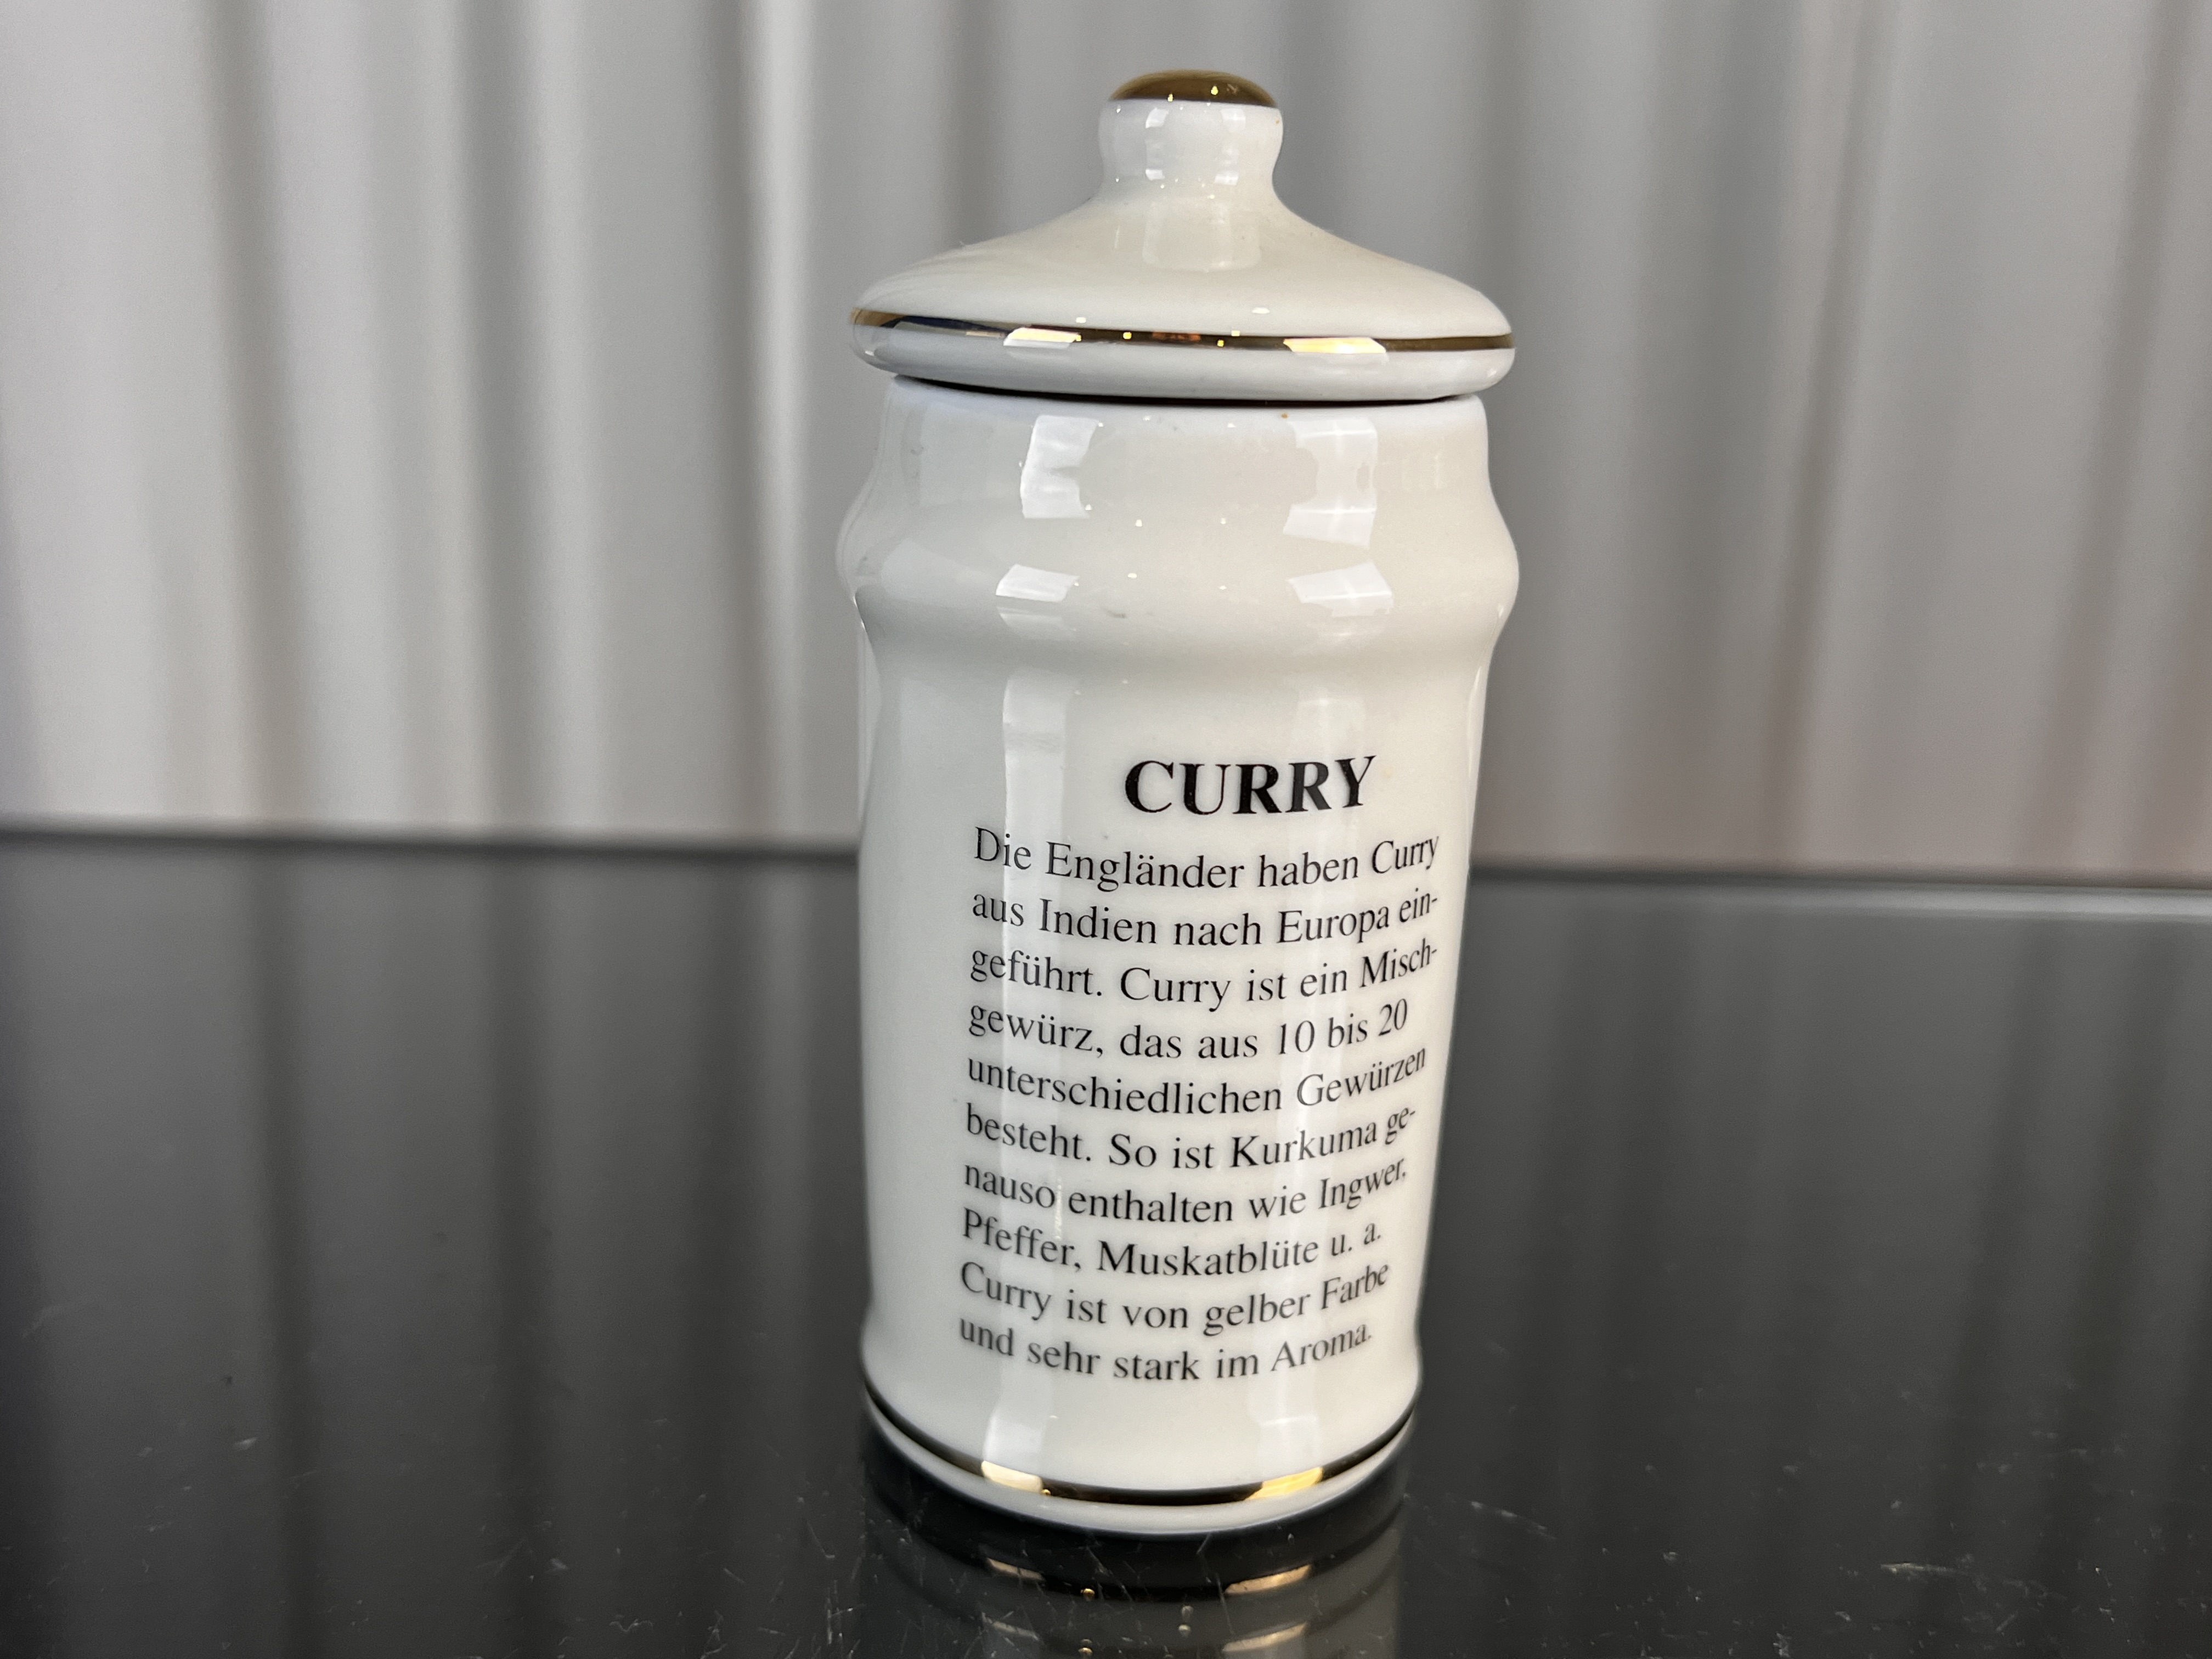 CURRY
Die Engländer haben Curry
aus Indien nach Europa ein-
geführt. Curry ist ein Misch-
gewürz, das aus 10 bis 20
unterschiedlichen Gewürzen
besteht. So ist Kurkuma ge-
nauso enthalten wie Ingwer,
Pfeffer, Muskatblüte u. a.
Curry ist von gelber Farbe
und sehr stark im Aroma.